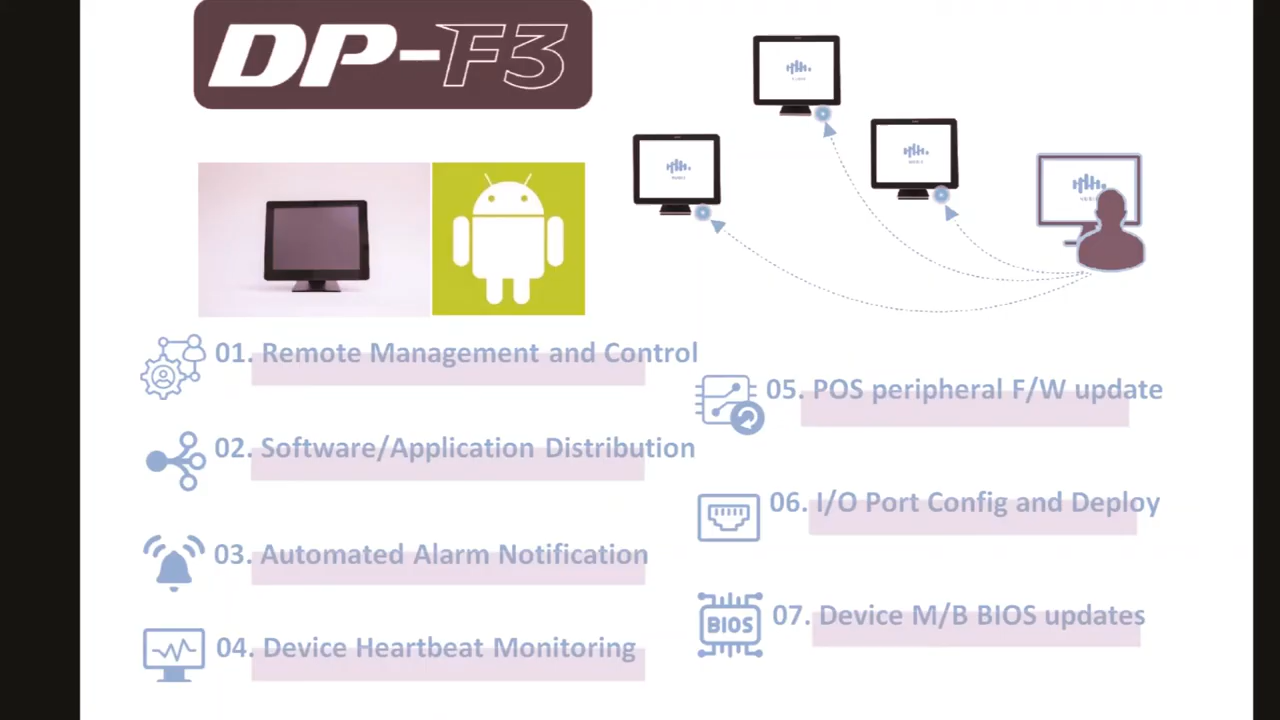 DP-F3
01. Remote Management and Control
02. Software/Application Distribution
03. Automated Alarm Notification
04. Device Heartbeat Monitoring
05. POS peripheral F/W update
06. I/O Port Config and Deploy
BIOS
07. Device M/B BIOS updates